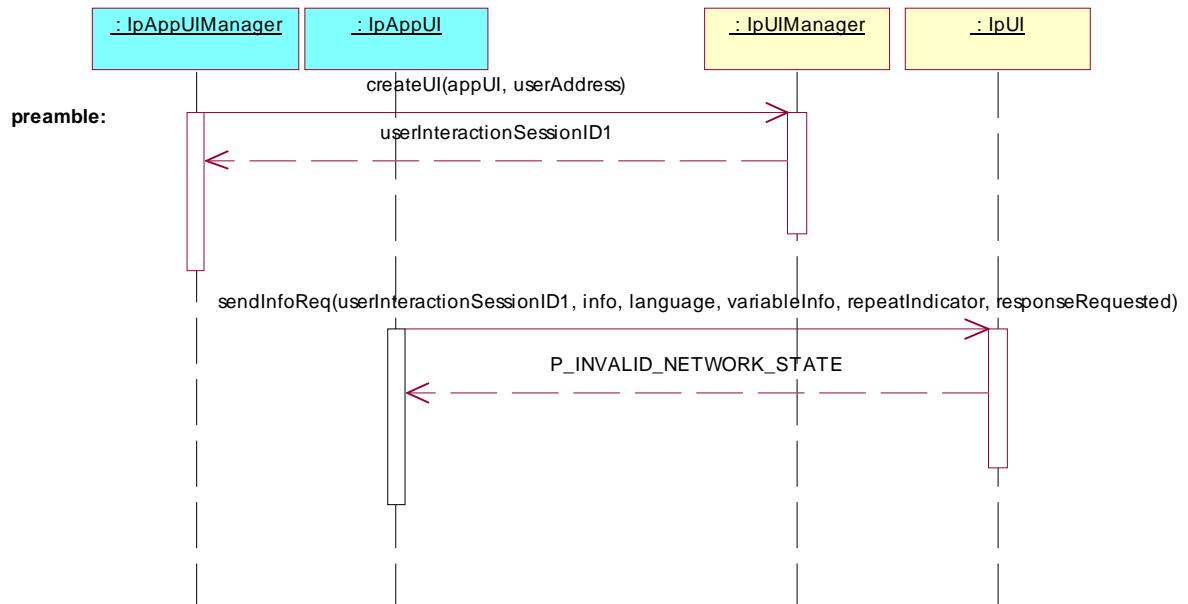 : IpAppUIManager
: IpAppUI
: IpUIManager
: IpUI
createUI(appUI, userAddress)
preamble:
userInteractionSessionID1
sendInfoReq(userInteractionSessionID1, info, language, variableInfo, repeatIndicator, responseRequested)
P_INVALID_NETWORK_STATE